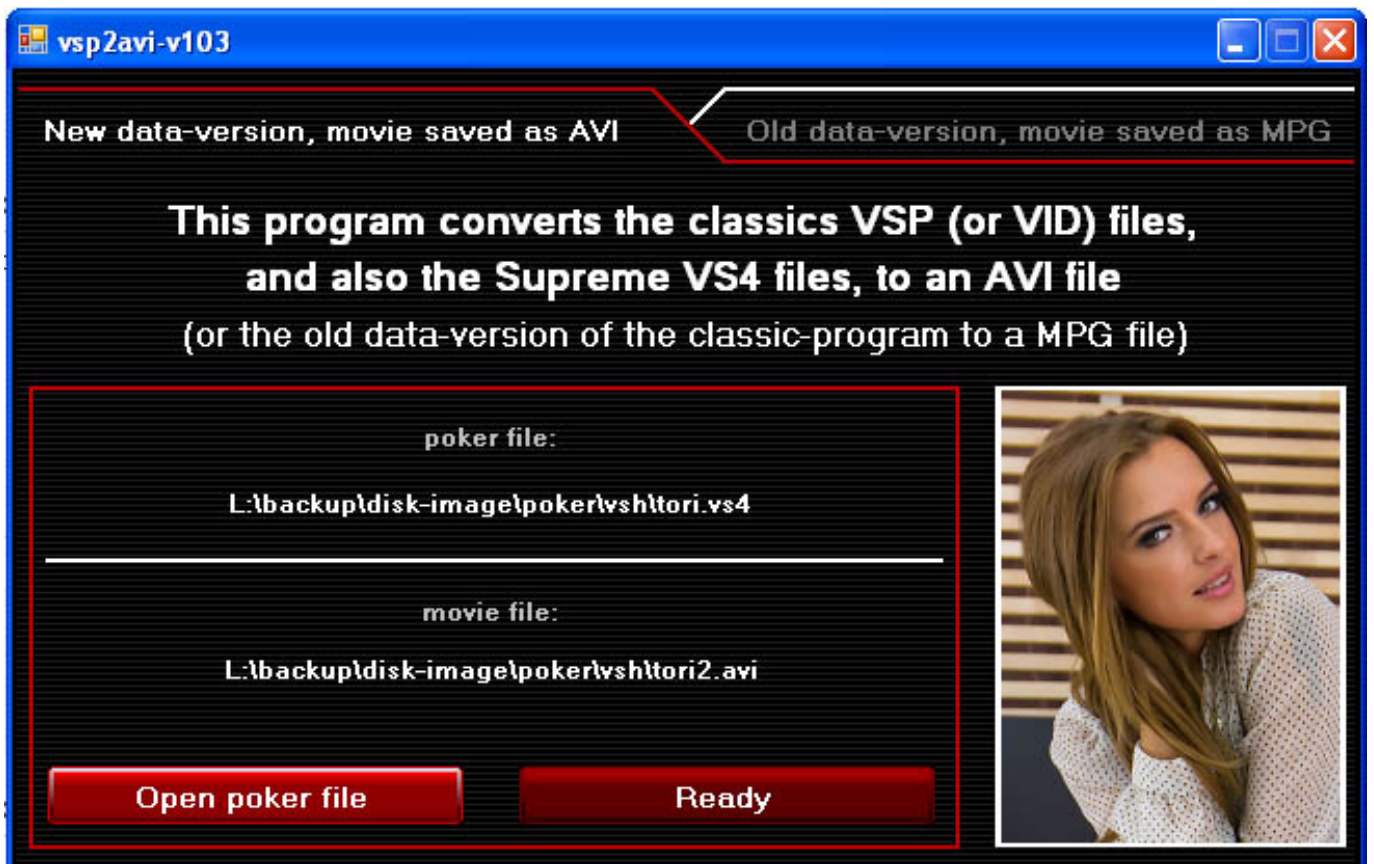 vsp2avi-v103
New data-version, movie saved as AVI
Old data-version, movie saved as MPG
This program converts the classics VSP (or VID) files,
and also the Supreme VS4 files, to an AVI file
(or the old data-version of the classic-program to a MPG file)
poker file:
L:\backup\disk-image\poker\vsh\tori.vs4
movie file:
L:\backup\disk-image\poker\vsh\tori2.avi
Open poker file
Ready